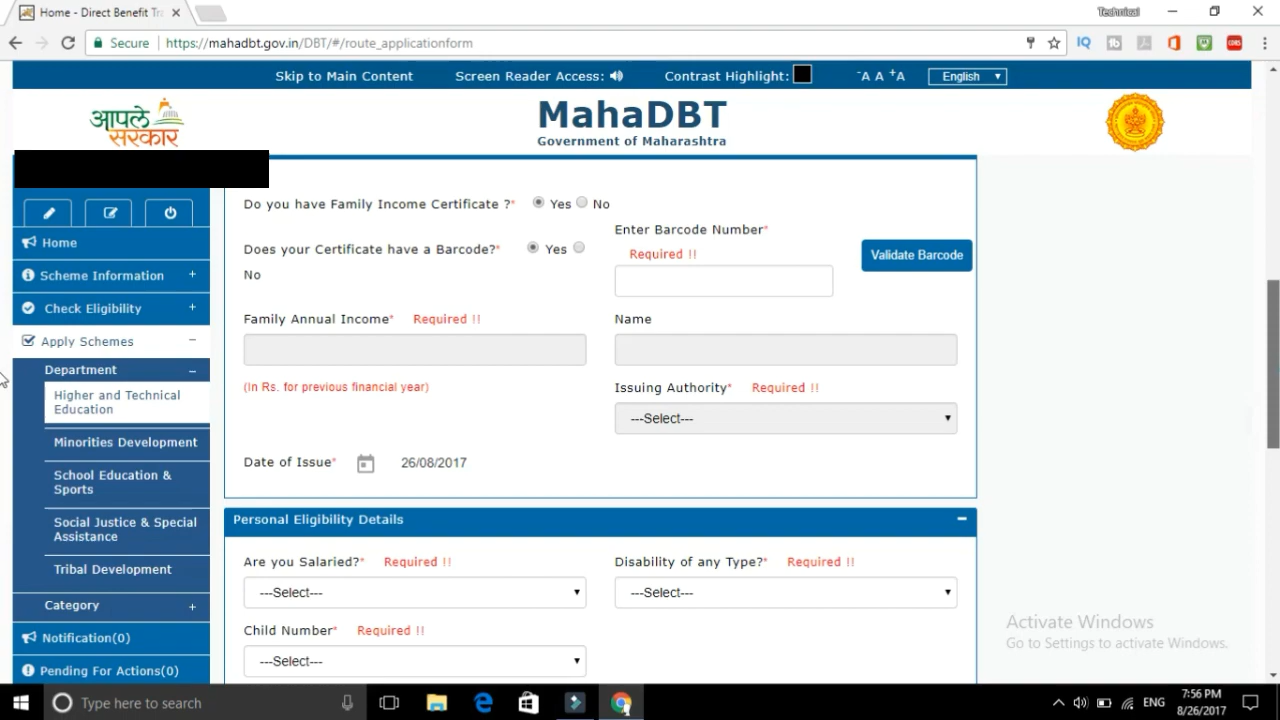 Home - Direct Benefit Tra
Technical
Secure https://mahadbt.gov.in/DBT/#/route_applicationform
Skip to Main Content Screen Reader Access: Contrast Highlight: -A A +A English
आपले
सरकार
MahaDBT
Government of Maharashtra
Home
Scheme Information +
Check Eligibility +
Apply Schemes −
Department −
Higher and Technical
Education
Minorities Development
School Education &
Sports
Social Justice & Special
Assistance
Tribal Development
Category +
Notification(0)
Pending For Actions(0)
Do you have Family Income Certificate ?* Yes No
Does your Certificate have a Barcode?* Yes
No
Enter Barcode Number*
Required !!
Validate Barcode
Family Annual Income* Required !!
Name
(In Rs. for previous financial year)
Issuing Authority* Required !!
---Select---
Date of Issue* 26/08/2017
Personal Eligibility Details −
Are you Salaried?* Required !!
---Select---
Disability of any Type?* Required !!
---Select---
Child Number* Required !!
---Select---
Activate Windows
Go to Settings to activate Windows.
Type here to search
ENG
7:56 PM
8/26/2017